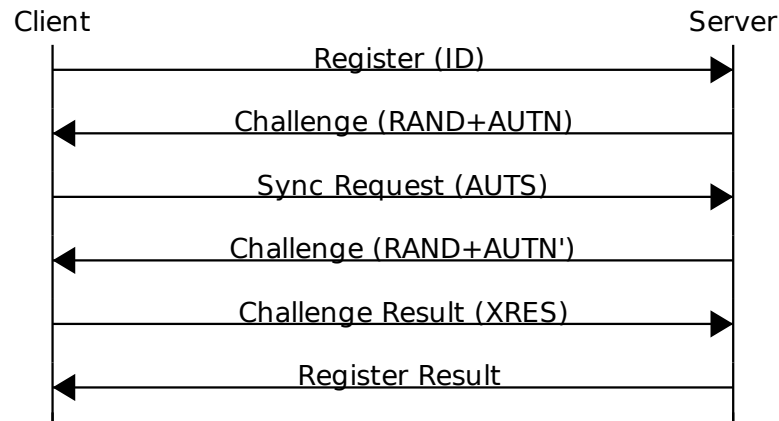 Client Server
Register (ID)
Challenge (RAND+AUTN)
Sync Request (AUTS)
Challenge (RAND+AUTN')
Challenge Result (XRES)
Register Result